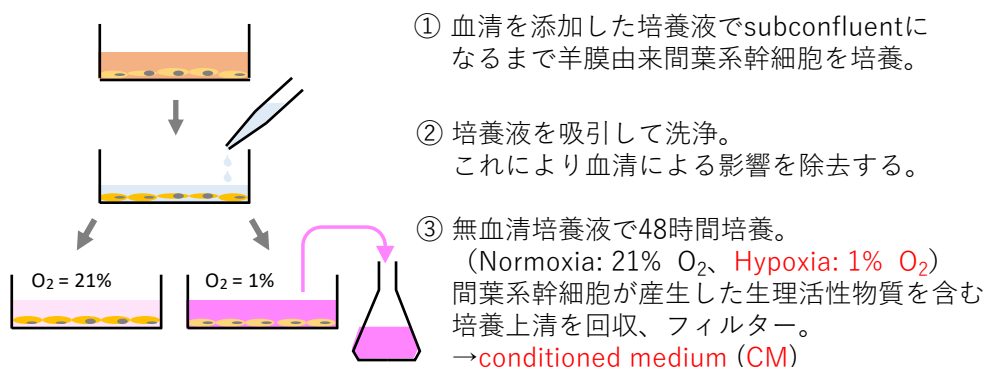 ① 血清を添加した培養液でsubconfluentに
なるまで羊膜由来間葉系幹細胞を培養。
② 培養液を吸引して洗浄。
これにより血清による影響を除去する。
③ 無血清培養液で48時間培養。
（Normoxia: 21% O₂、Hypoxia: 1% O₂）
間葉系幹細胞が産生した生理活性物質を含む
培養上清を回収、フィルター。
→conditioned medium (CM)
O₂ = 21%
O₂ = 1%